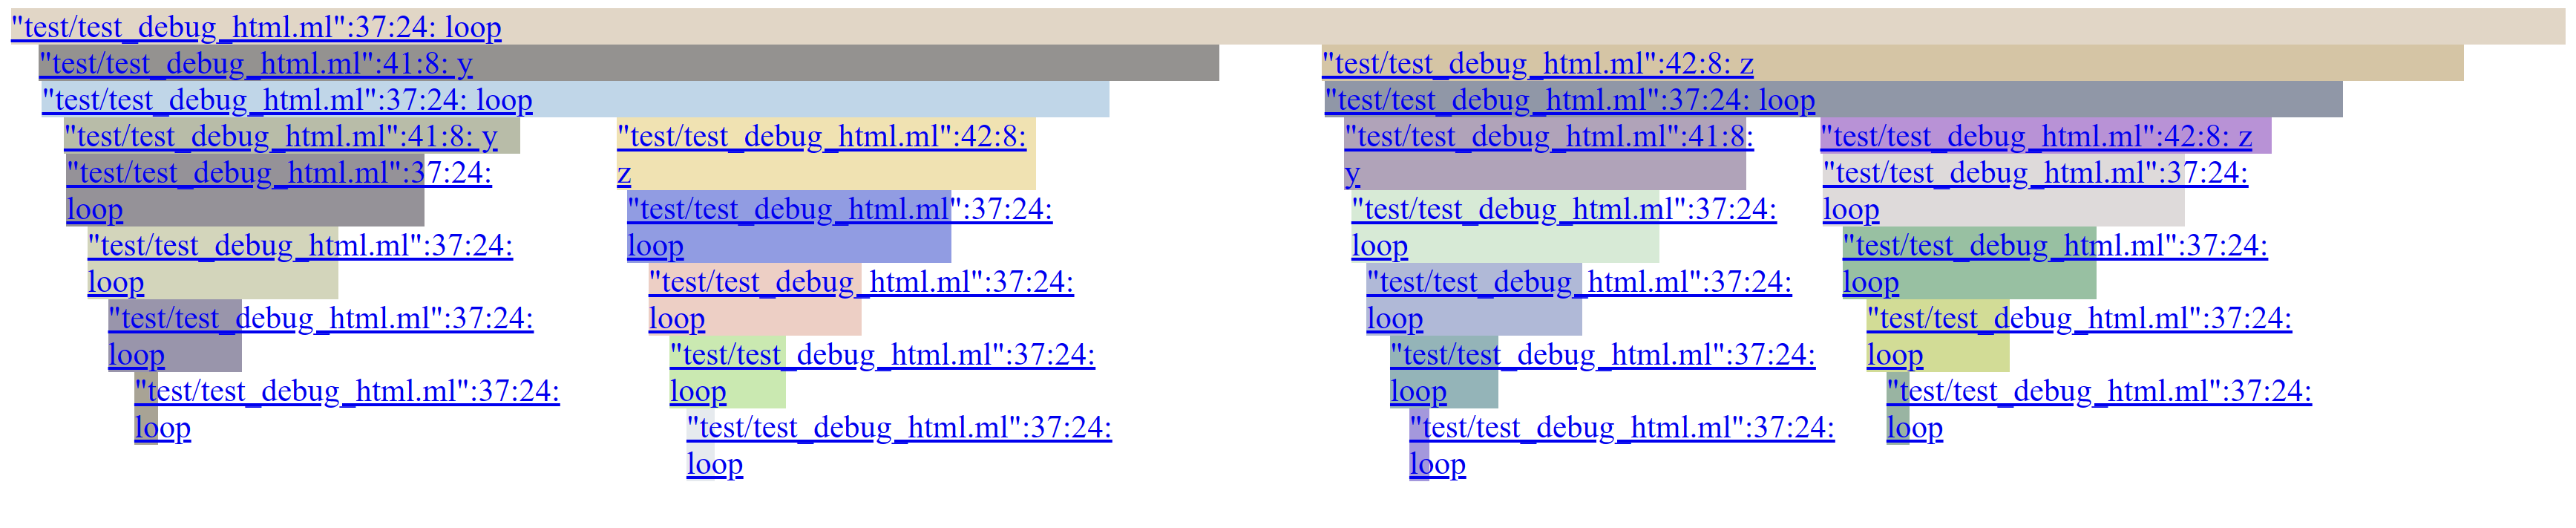 "test/test_debug_html.ml":37:24: loop
"test/test_debug_html.ml":41:8: y
"test/test_debug_html.ml":42:8: z
"test/test_debug_html.ml":37:24: loop
"test/test_debug_html.ml":37:24: loop
"test/test_debug_html.ml":41:8: y
"test/test_debug_html.ml":42:8:
z
"test/test_debug_html.ml":41:8:
y
"test/test_debug_html.ml":42:8: z
"test/test_debug_html.ml":37:24:
loop
"test/test_debug_html.ml":37:24:
loop
"test/test_debug_html.ml":37:24:
loop
"test/test_debug_html.ml":37:24:
loop
"test/test_debug_html.ml":37:24:
loop
"test/test_debug_html.ml":37:24:
loop
"test/test_debug_html.ml":37:24:
loop
"test/test_debug_html.ml":37:24:
loop
"test/test_debug_html.ml":37:24:
loop
"test/test_debug_html.ml":37:24:
loop
"test/test_debug_html.ml":37:24:
loop
"test/test_debug_html.ml":37:24:
loop
"test/test_debug_html.ml":37:24:
loop
"test/test_debug_html.ml":37:24:
loop
"test/test_debug_html.ml":37:24:
loop
"test/test_debug_html.ml":37:24:
loop